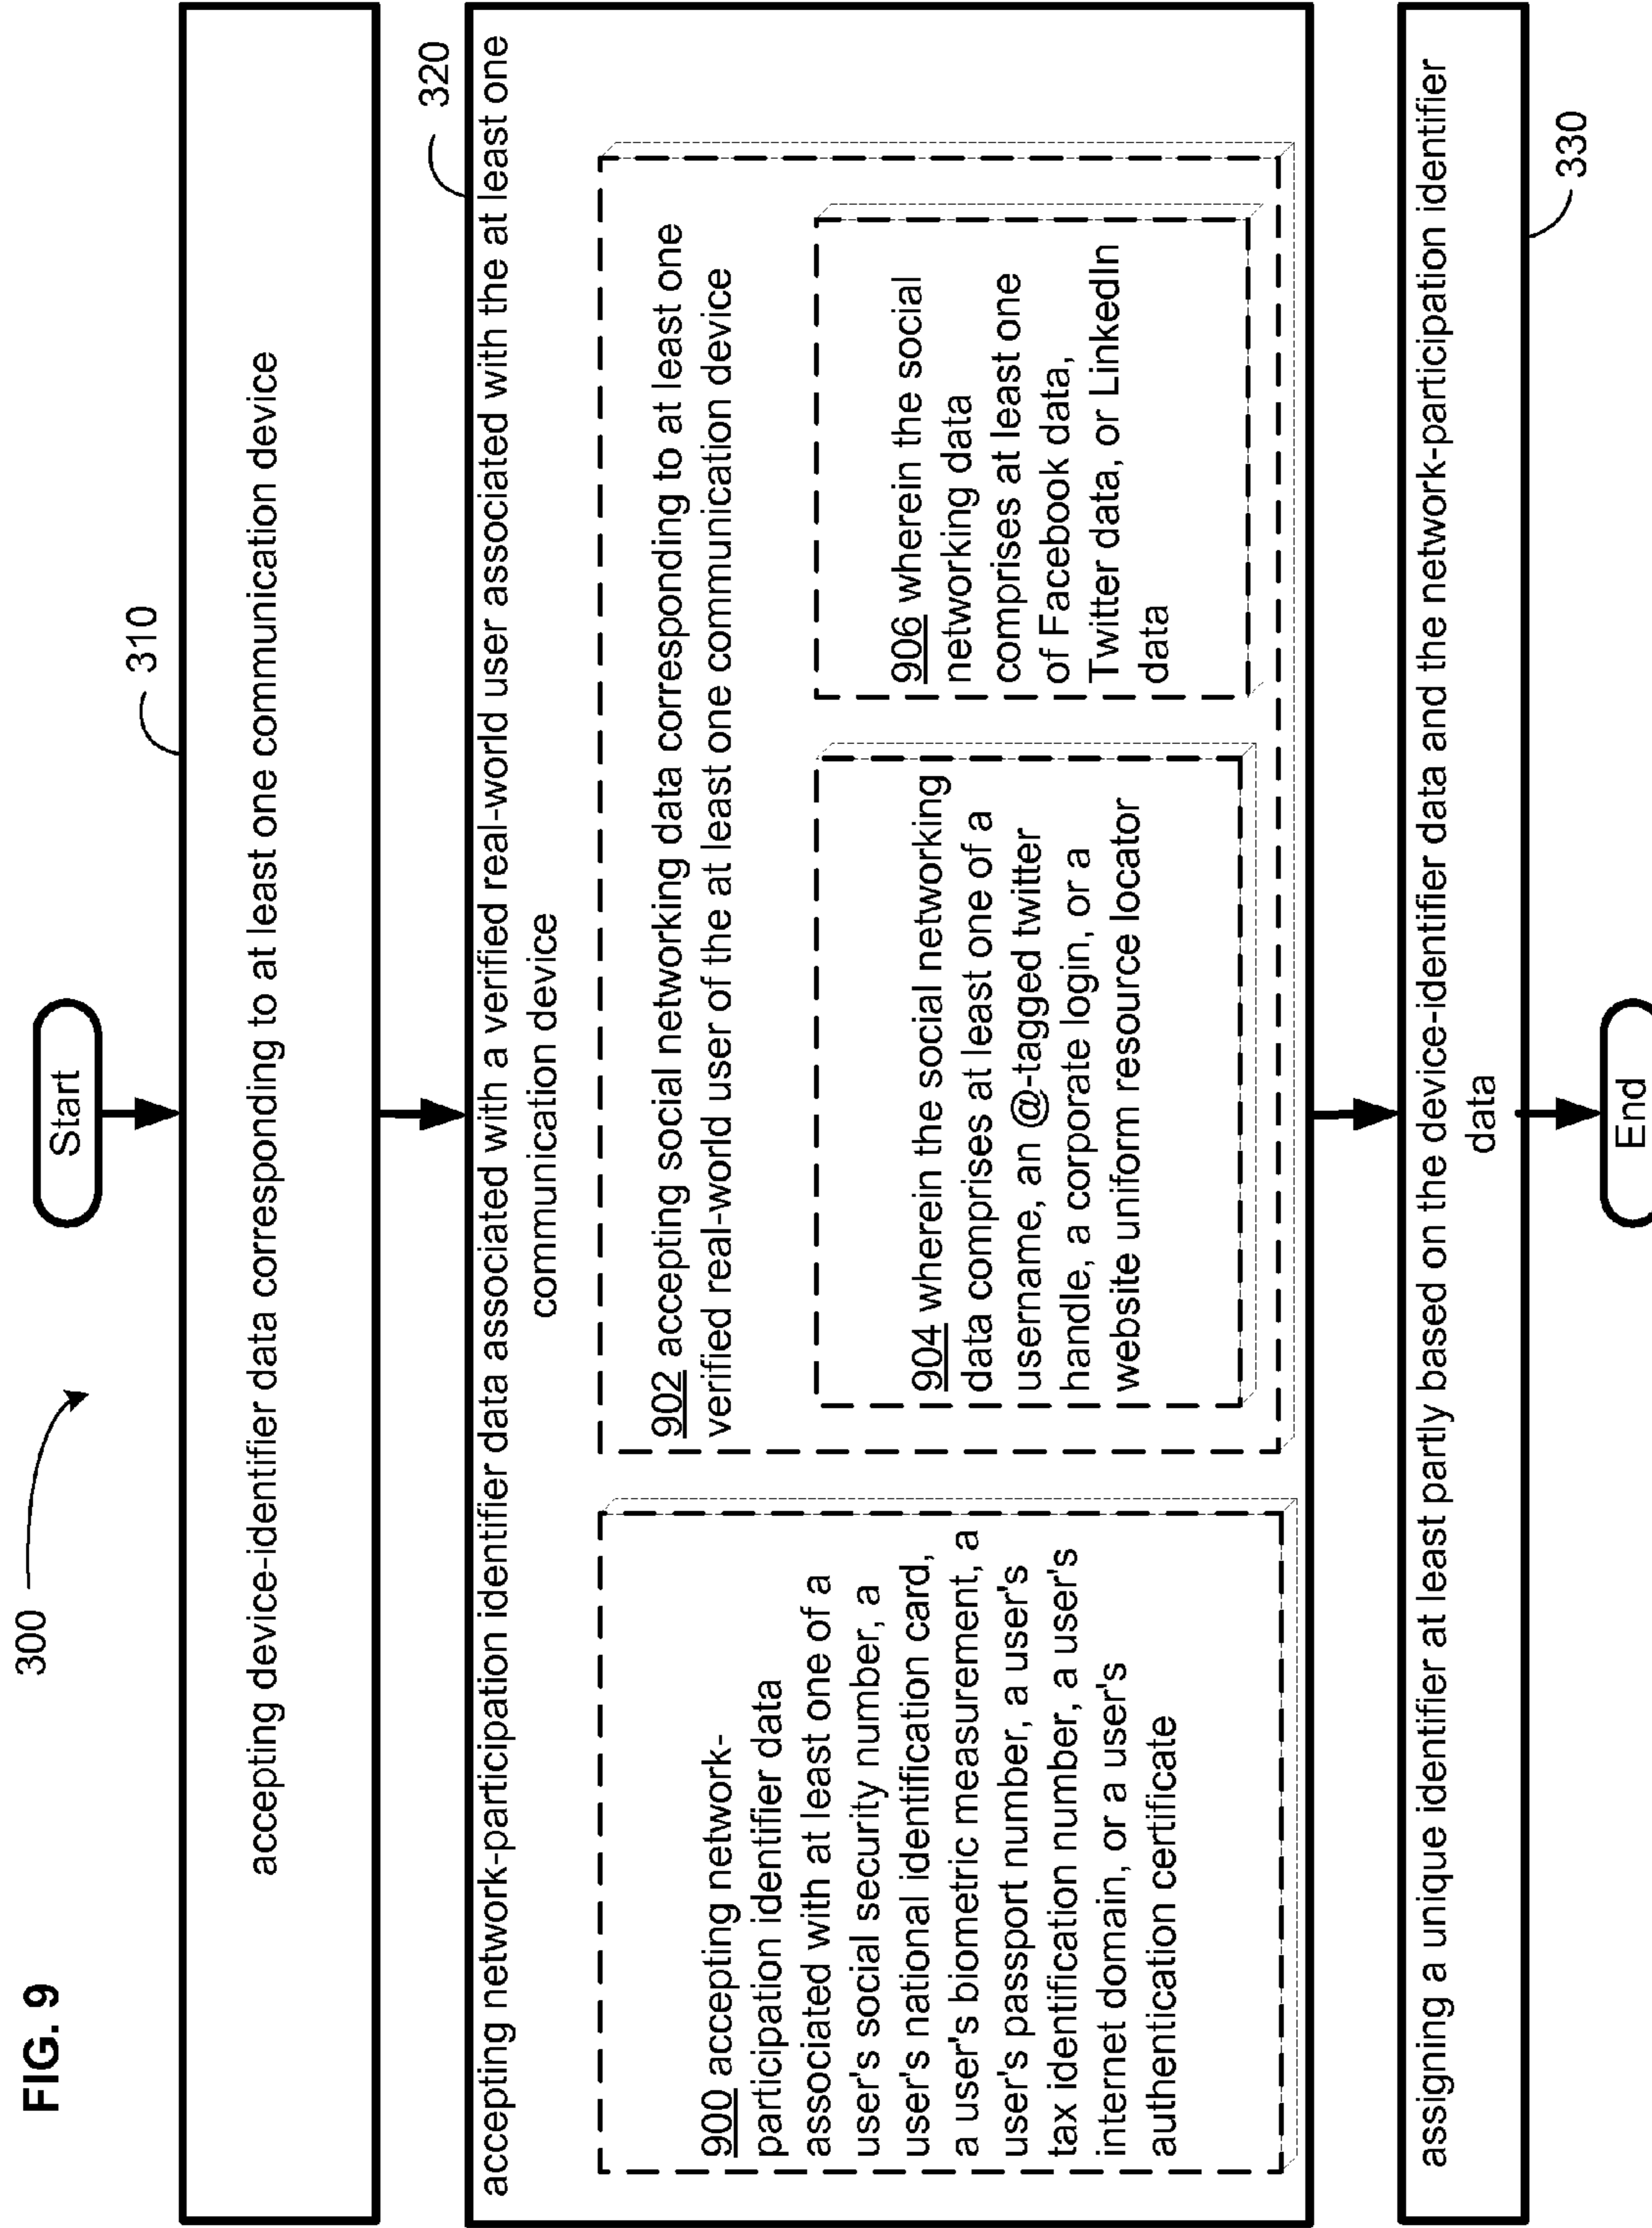 FIG. 9
300
Start
310
accepting device-identifier data corresponding to at least one communication device
320
accepting network-participation identifier data associated with a verified real-world user associated with the at least one
communication device
900 accepting network-
participation identifier data
associated with at least one of a
user's social security number, a
user's national identification card,
a user's biometric measurement, a
user's passport number, a user's
tax identification number, a user's
internet domain, or a user's
authentication certificate
902 accepting social networking data corresponding to at least one
verified real-world user of the at least one communication device
904 wherein the social networking
data comprises at least one of a
username, an @-tagged twitter
handle, a corporate login, or a
website uniform resource locator
906 wherein the social
networking data
comprises at least one
of Facebook data,
Twitter data, or LinkedIn
data
assigning a unique identifier at least partly based on the device-identifier data and the network-participation identifier
data
330
End